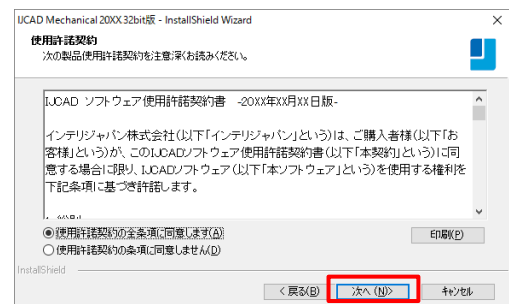 IJCAD Mechanical 20XX 32bit版 - InstallShield Wizard
使用許諾契約
次の製品使用許諾契約を注意深くお読みください。
IJCAD ソフトウェア使用許諾契約書 -20XX年XX月XX日版-
インテリジャパン株式会社(以下「インテリジャパン」という)は、ご購入者様(以下「お
客様」という)が、このIJCADソフトウェア使用許諾契約書(以下「本契約」という)に同
意する場合に限り、IJCADソフトウェア(以下「本ソフトウェア」という)を使用する権利を
下記条項に基づき許諾します。
使用許諾契約の全条項に同意します(A)
印刷(P)
使用許諾契約の条項に同意しません(D)
InstallShield
< 戻る(B)
次へ (N)>
キャンセル